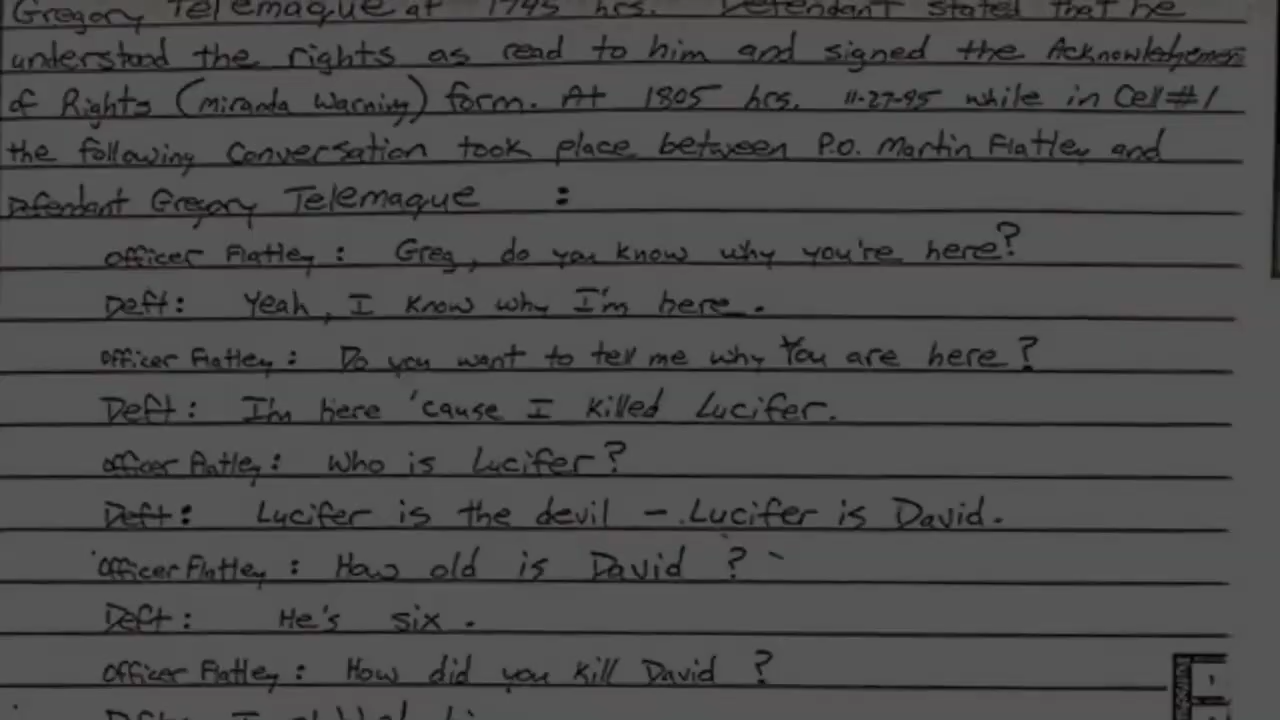 Gregory Telemaque at 1745 hrs. Defendant stated that he
understood the rights as read to him and signed the Acknowledgement
of Rights (miranda Warning) form. At 1805 hrs. 11-27-95 while in Cell #1
the following Conversation took place between P.O. Martin Flatley and
Defendant Gregory Telemaque :
Officer Flatley : Greg, do you know why you're here?
Deft: Yeah, I know why I'm here.
Officer Flatley : Do you want to tell me why You are here?
Deft: I'm here 'cause I killed Lucifer.
Officer Flatley : Who is Lucifer?
Deft: Lucifer is the devil - Lucifer is David.
Officer Flatley : How old is David ?
Deft: He's six.
Officer Flatley : How did you kill David ?
Deft: I